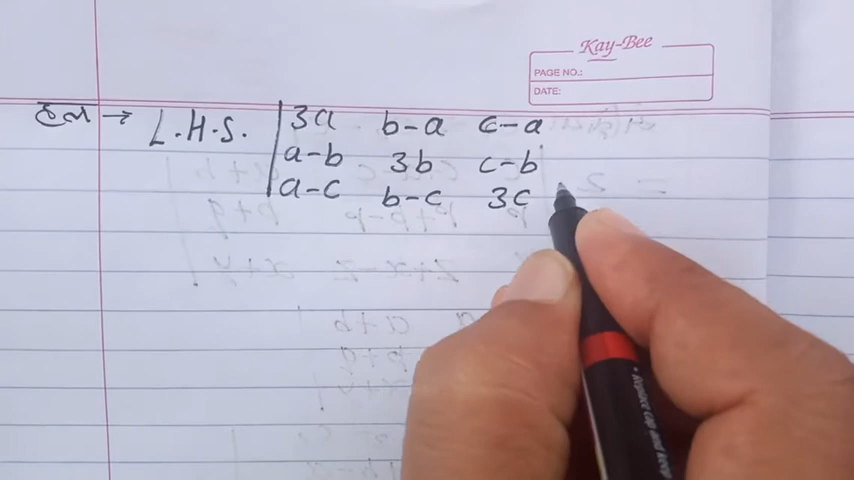 Kay-Bee
PAGE NO.:
DATE:
हल → L.H.S. | 3a b-a c-a
a-b 3b c-b
a-c b-c 3c